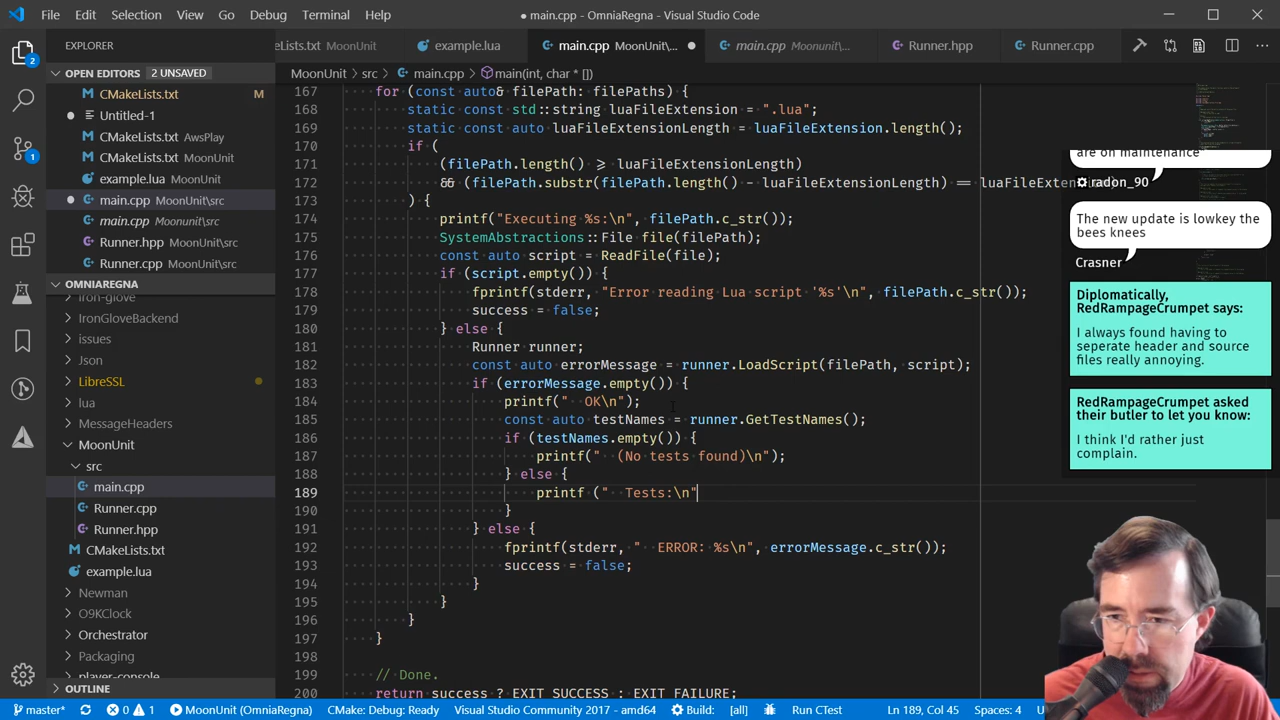 File Edit Selection View Go Debug Terminal Help
● main.cpp - OmniaRegna - Visual Studio Code
EXPLORER
eLists.txt MoonUnit
example.lua
main.cpp MoonUnit\... ●
main.cpp Moonunit\...
Runner.hpp
Runner.cpp
MoonUnit > src > main.cpp > main(int, char * [])
OPEN EDITORS 2 UNSAVED
CMakeLists.txt M
Untitled-1
CMakeLists.txt AwsPlay
CMakeLists.txt MoonUnit
example.lua MoonUnit
main.cpp MoonUnit\src
main.cpp Moonunit\src
Runner.hpp MoonUnit\src
Runner.cpp MoonUnit\src
OMNIAREGNA
Iron-glove
IronGloveBackend
issues
Json
LibreSSL
lua
MessageHeaders
MoonUnit
src
main.cpp
Runner.cpp
Runner.hpp
CMakeLists.txt
example.lua
Newman
O9KClock
Orchestrator
Packaging
player-console
OUTLINE
2
1
167 for (const auto& filePath: filePaths) {
168 static const std::string luaFileExtension = ".lua";
169 static const auto luaFileExtensionLength = luaFileExtension.length();
170 if (
171 (filePath.length() >= luaFileExtensionLength)
172 && (filePath.substr(filePath.length() - luaFileExtensionLength) == luaFileExten
173 ) {
174 printf("Executing %s:\n", filePath.c_str());
175 SystemAbstractions::File file(filePath);
176 const auto script = ReadFile(file);
177 if (script.empty()) {
178 fprintf(stderr, "Error reading Lua script '%s'\n", filePath.c_str());
179 success = false;
180 } else {
181 Runner runner;
182 const auto errorMessage = runner.LoadScript(filePath, script);
183 if (errorMessage.empty()) {
184 printf("  OK\n");
185 const auto testNames = runner.GetTestNames();
186 if (testNames.empty()) {
187 printf("  (No tests found)\n");
188 } else {
189 printf ("  Tests:\n"
190 }
191 } else {
192 fprintf(stderr, "  ERROR: %s\n", errorMessage.c_str());
193 success = false;
194 }
195 }
196 }
197 }
198
199 // Done.
200 return success ? EXIT_SUCCESS : EXIT_FAILURE;
are on maintenance
radon_90
The new update is lowkey the
bees knees
Crasner
Diplomatically,
RedRampageCrumpet says:
I always found having to
seperate header and source
files really annoying.
RedRampageCrumpet asked
their butler to let you know:
I think I'd rather just
complain.
master* 0 1 MoonUnit (OmniaRegna) CMake: Debug: Ready Visual Studio Community 2017 - amd64 Build: [all] Run CTest Ln 189, Col 45 Spaces: 4